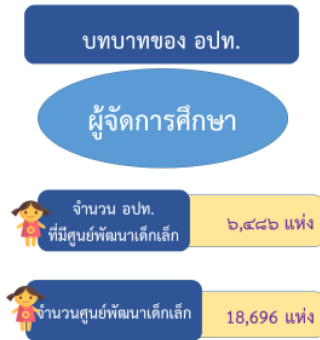 บทบาทของ อปท.
ผู้จัดการศึกษา
จำนวน อปท.
ที่มีศูนย์พัฒนาเด็กเล็ก
๖,๔๘๖ แห่ง
จำนวนศูนย์พัฒนาเด็กเล็ก
18,696 แห่ง